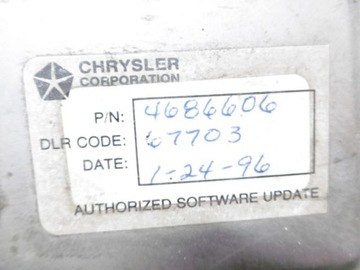 CHRYSLER
CORPORATION
P/N: 4686606
DLR CODE: 67703
DATE: 1-24-96
AUTHORIZED SOFTWARE UPDATE